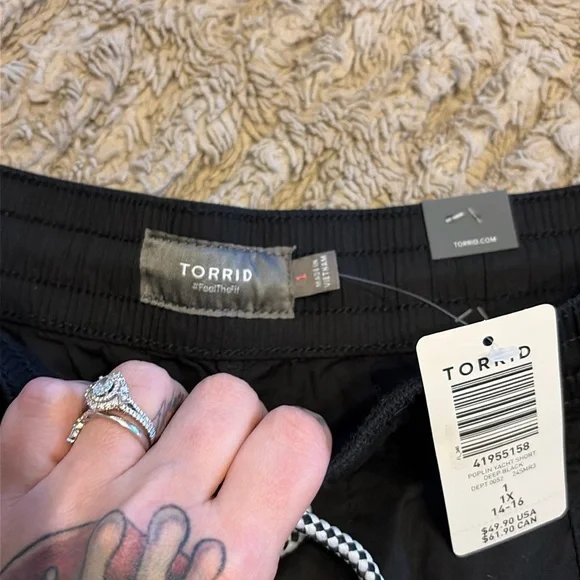 TORRID
#FeelTheFit
1
MADE IN
VIETNAM
TORRID.COM
TORRID
41955158
POPLIN YACHT SHORT
DEEP BLACK
1
1X
14-16
$49.90 USA
$61.90 CAN